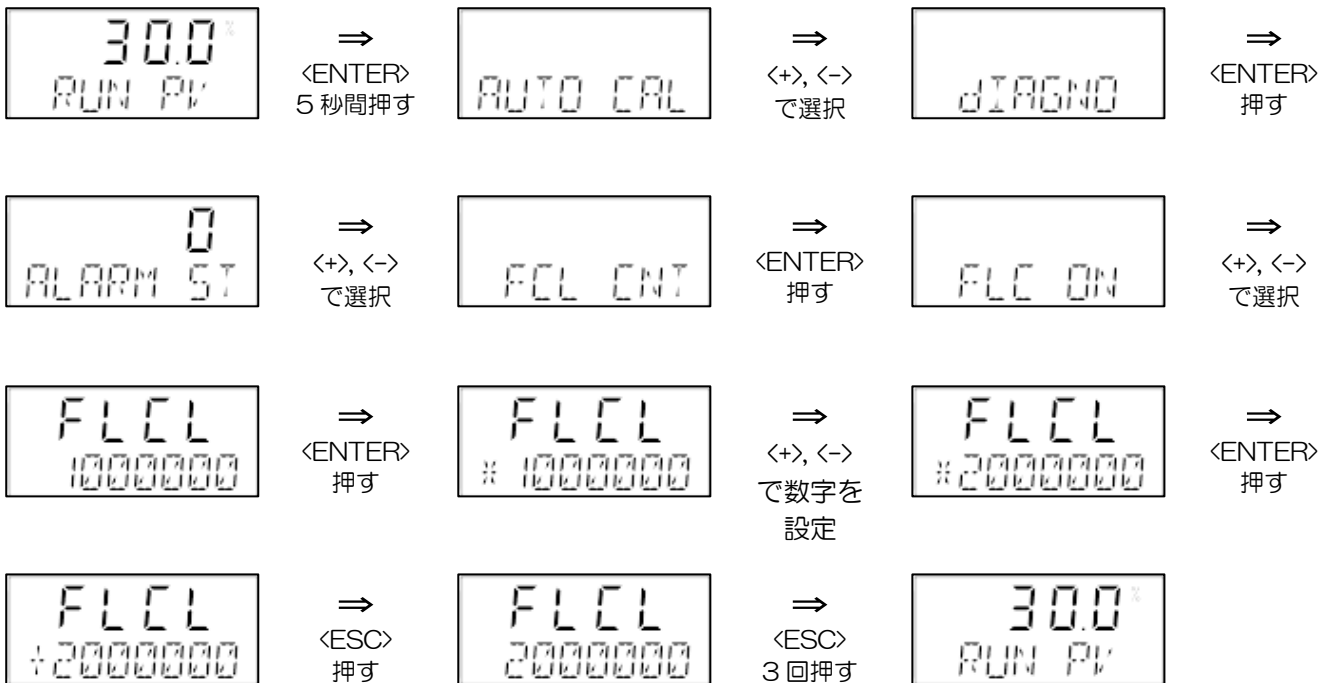 30.0 %
RUN PV
⇒
<ENTER>
5 秒間押す
AUTO CAL
⇒
<+>, <->
で選択
dIAGNO
⇒
<ENTER>
押す
0
ALARM ST
⇒
<+>, <->
で選択
FCL CNT
⇒
<ENTER>
押す
FLC ON
⇒
<+>, <->
で選択
FLCL
1000000
⇒
<ENTER>
押す
FLCL
* 1000000
⇒
<+>, <->
で数字を
設定
FLCL
*2000000
⇒
<ENTER>
押す
FLCL
+2000000
⇒
<ESC>
押す
FLCL
2000000
⇒
<ESC>
3 回押す
30.0 %
RUN PV